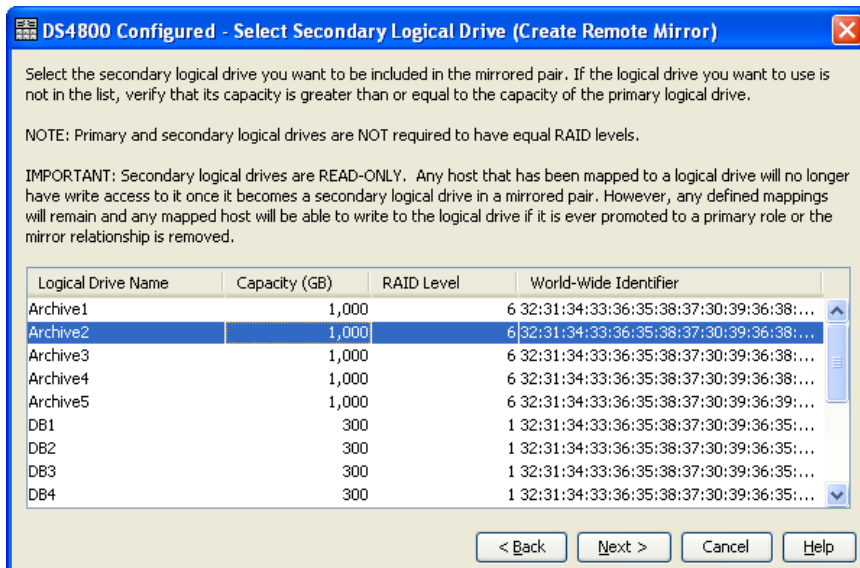 DS4800 Configured - Select Secondary Logical Drive (Create Remote Mirror)
Select the secondary logical drive you want to be included in the mirrored pair. If the logical drive you want to use is
not in the list, verify that its capacity is greater than or equal to the capacity of the primary logical drive.
NOTE: Primary and secondary logical drives are NOT required to have equal RAID levels.
IMPORTANT: Secondary logical drives are READ-ONLY. Any host that has been mapped to a logical drive will no longer
have write access to it once it becomes a secondary logical drive in a mirrored pair. However, any defined mappings
will remain and any mapped host will be able to write to the logical drive if it is ever promoted to a primary role or the
mirror relationship is removed.
Logical Drive Name Capacity (GB) RAID Level World-Wide Identifier
Archive1 1,000 6 32:31:34:33:36:35:38:37:30:39:36:38:...
Archive2 1,000 6 32:31:34:33:36:35:38:37:30:39:36:38:...
Archive3 1,000 6 32:31:34:33:36:35:38:37:30:39:36:38:...
Archive4 1,000 6 32:31:34:33:36:35:38:37:30:39:36:38:...
Archive5 1,000 6 32:31:34:33:36:35:38:37:30:39:36:39:...
DB1 300 1 32:31:34:33:36:35:38:37:30:39:36:35:...
DB2 300 1 32:31:34:33:36:35:38:37:30:39:36:35:...
DB3 300 1 32:31:34:33:36:35:38:37:30:39:36:35:...
DB4 300 1 32:31:34:33:36:35:38:37:30:39:36:35:...
< Back Next > Cancel Help